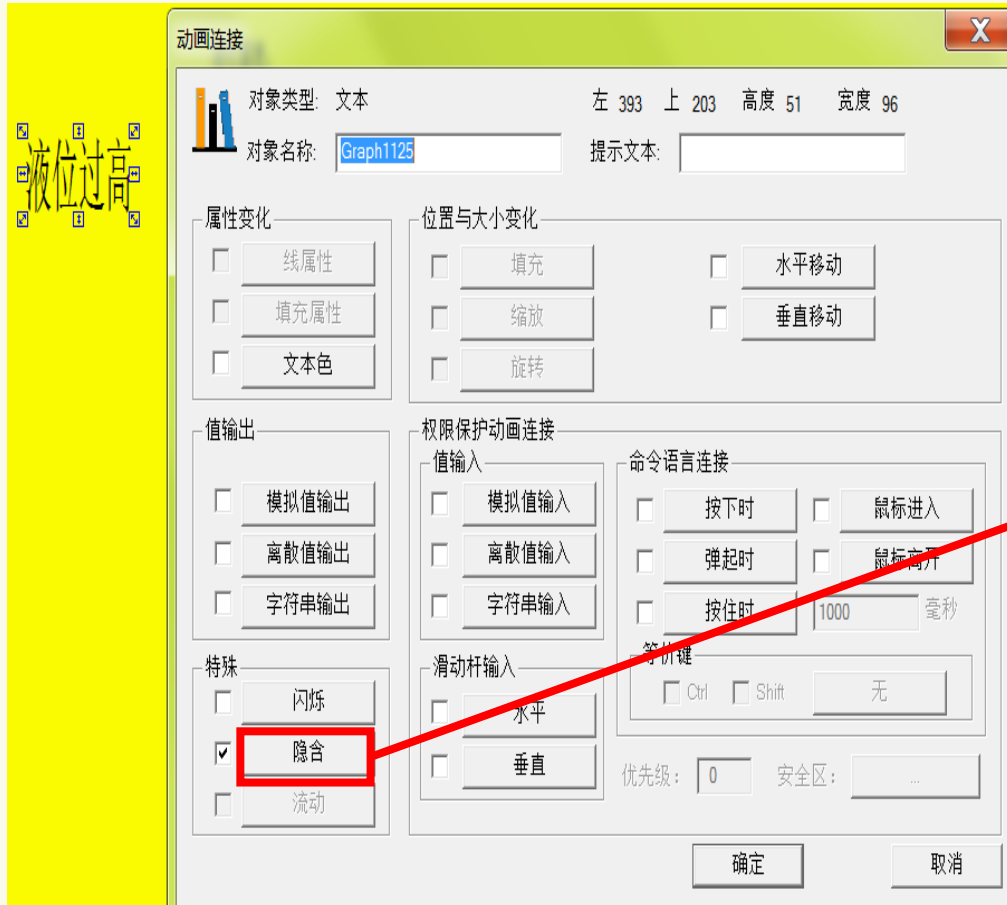 动画连接
X
液位过高
对象类型: 文本 左 393 上 203 高度 51 宽度 96
对象名称: Graph1125 提示文本:
属性变化
线属性
填充属性
文本色
位置与大小变化
填充 水平移动
缩放 垂直移动
旋转
值输出
模拟值输出
离散值输出
字符串输出
权限保护动画连接
值输入
模拟值输入
离散值输入
字符串输入
命令语言连接
按下时 鼠标进入
弹起时 鼠标离开
按住时 1000 毫秒
等价键
Ctrl Shift 无
特殊
闪烁
隐含
流动
滑动杆输入
水平
垂直
优先级: 0 安全区: ...
确定 取消